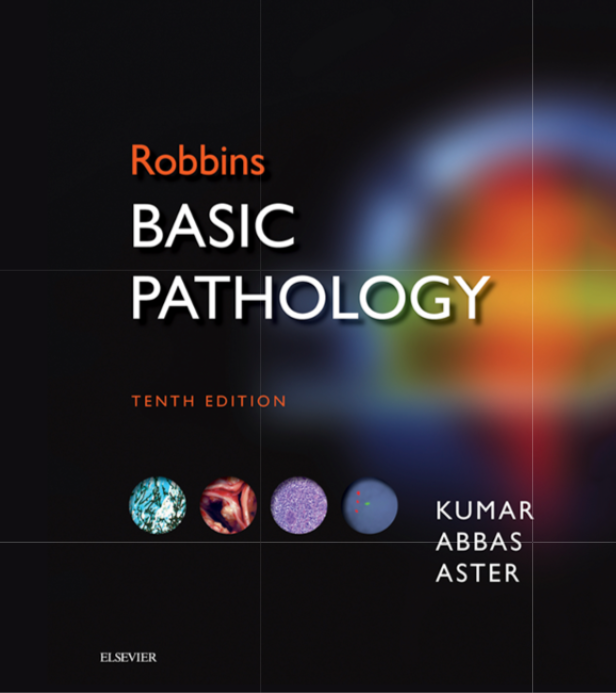 Robbins
BASIC
PATHOLOGY
TENTH EDITION
KUMAR
ABBAS
ASTER
ELSEVIER